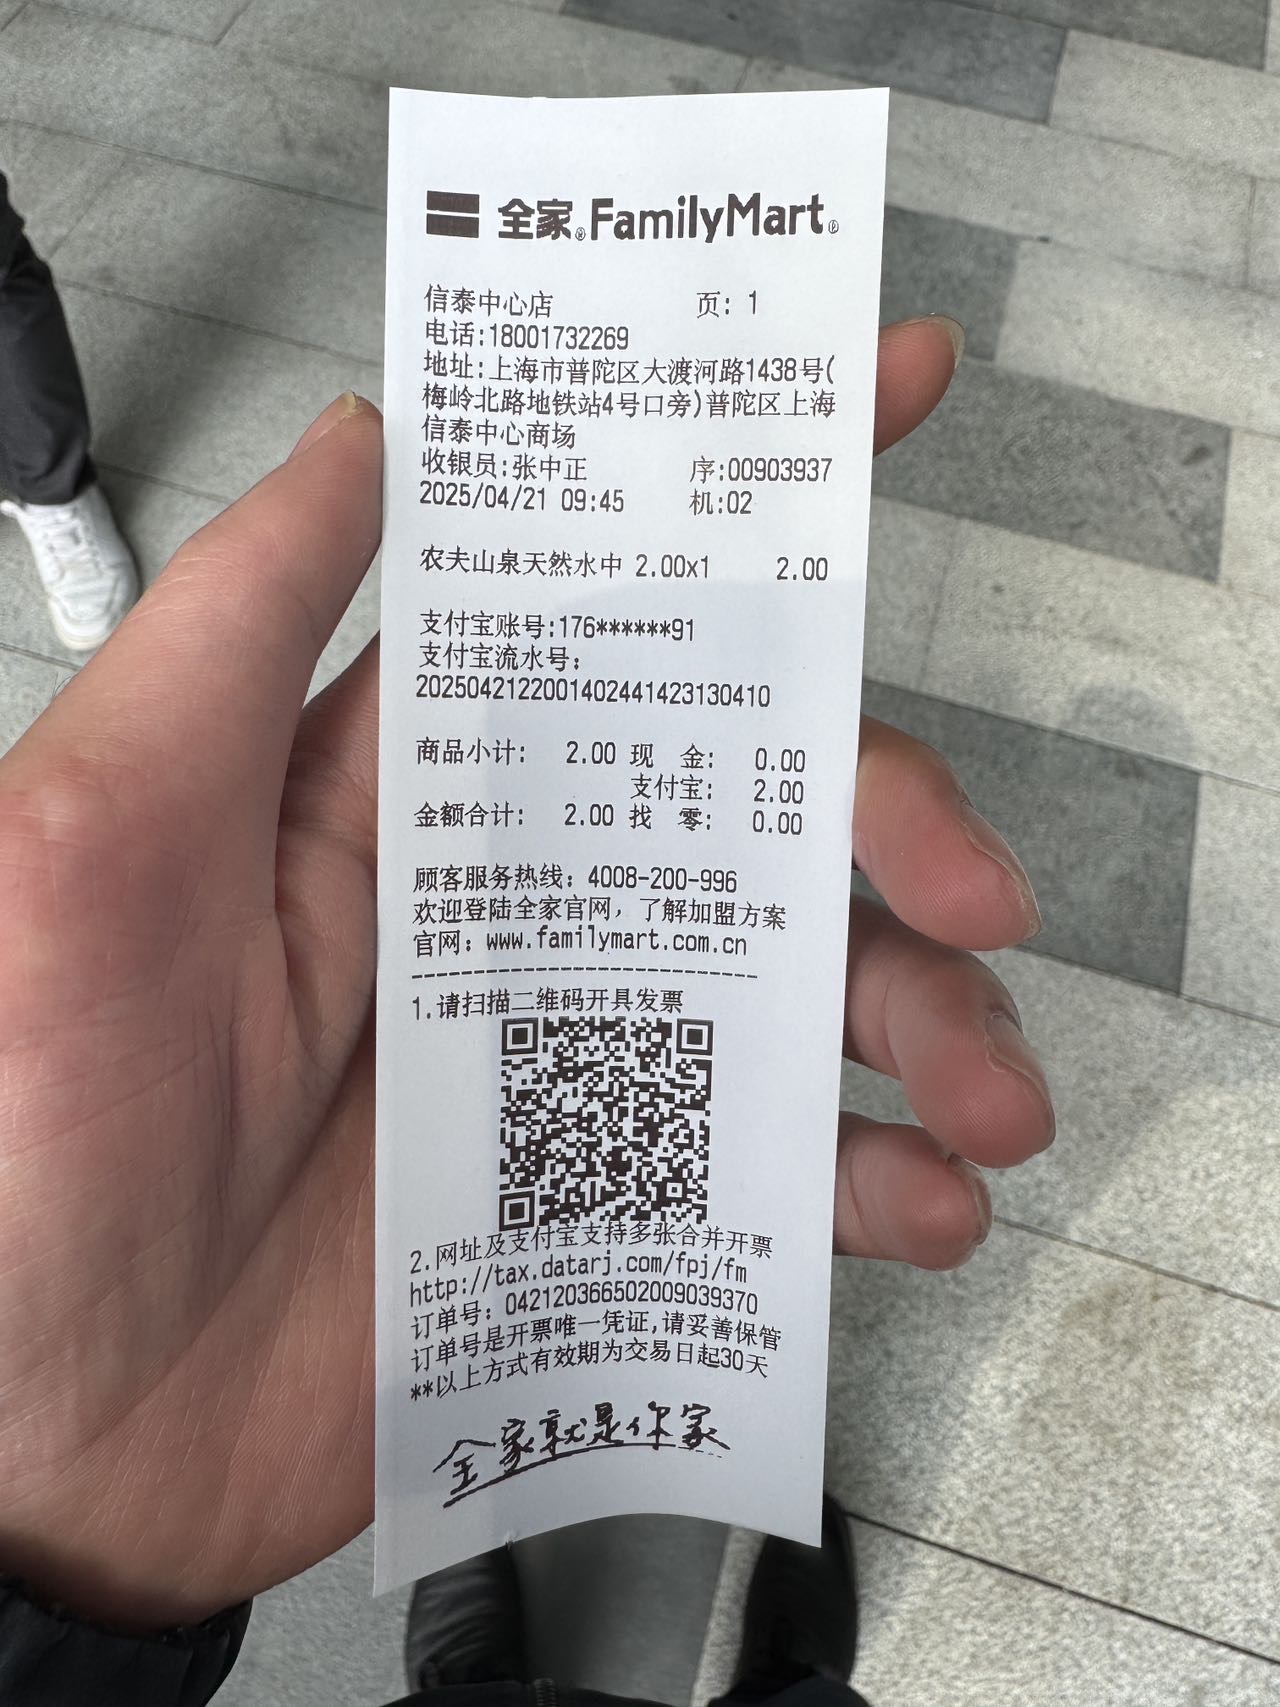 全家® FamilyMart®
信泰中心店 页: 1
电话:18001732269
地址:上海市普陀区大渡河路1438号(
梅岭北路地铁站4号口旁)普陀区上海
信泰中心商场
收银员:张中正 序:00903937
2025/04/21 09:45 机:02
农夫山泉天然水中 2.00x1 2.00
支付宝账号:176******91
支付宝流水号:
2025042122001402441423130410
商品小计: 2.00 现 金: 0.00
支付宝: 2.00
金额合计: 2.00 找 零: 0.00
顾客服务热线: 4008-200-996
欢迎登陆全家官网, 了解加盟方案
官网: www.familymart.com.cn
----------------------------
1.请扫描二维码开具发票
2.网址及支付宝支持多张合并开票
http://tax.datarj.com/fpj/fm
订单号: 042120366502009039370
订单号是开票唯一凭证,请妥善保管
**以上方式有效期为交易日起30天
全家就是你家